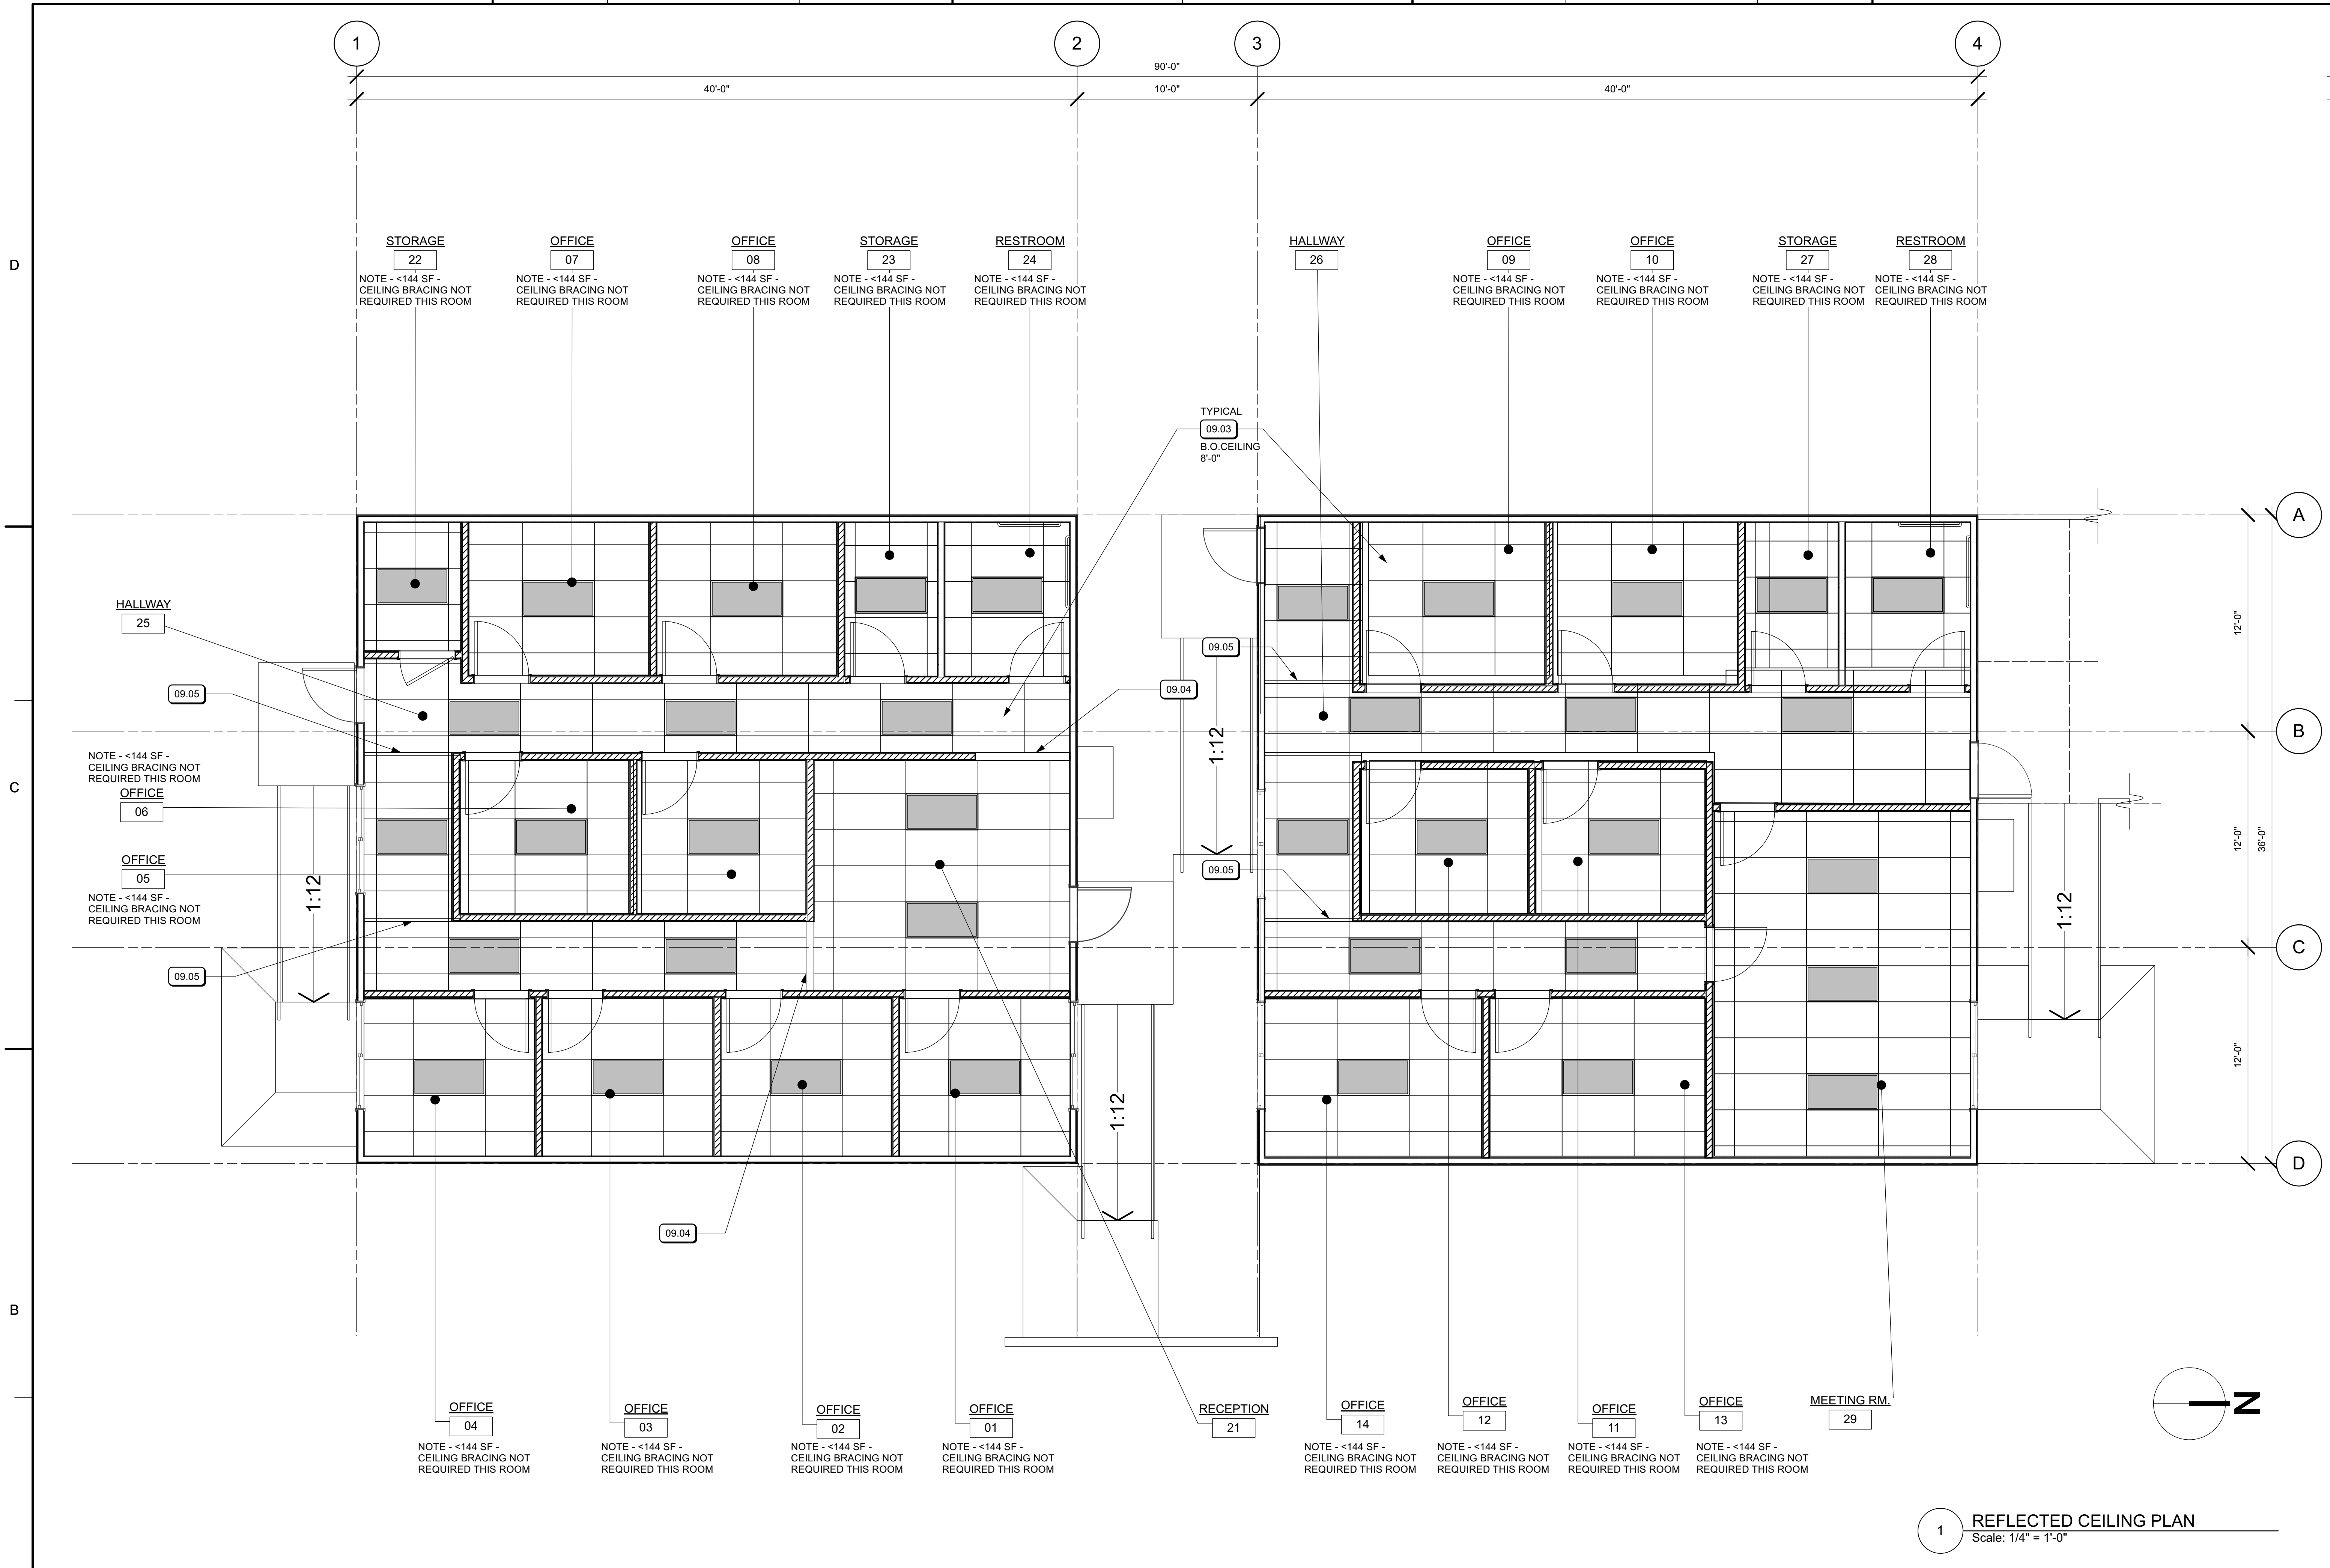 1
2
3
4
90'-0"
40'-0"
10'-0"
40'-0"
D
STORAGE
22
NOTE - <144 SF -
CEILING BRACING NOT
REQUIRED THIS ROOM
OFFICE
07
NOTE - <144 SF -
CEILING BRACING NOT
REQUIRED THIS ROOM
OFFICE
08
NOTE - <144 SF -
CEILING BRACING NOT
REQUIRED THIS ROOM
STORAGE
23
NOTE - <144 SF -
CEILING BRACING NOT
REQUIRED THIS ROOM
RESTROOM
24
NOTE - <144 SF -
CEILING BRACING NOT
REQUIRED THIS ROOM
HALLWAY
26
OFFICE
09
NOTE - <144 SF -
CEILING BRACING NOT
REQUIRED THIS ROOM
OFFICE
10
NOTE - <144 SF -
CEILING BRACING NOT
REQUIRED THIS ROOM
STORAGE
27
NOTE - <144 SF -
CEILING BRACING NOT
REQUIRED THIS ROOM
RESTROOM
28
NOTE - <144 SF -
CEILING BRACING NOT
REQUIRED THIS ROOM
TYPICAL
09.03
B.O.CEILING
8'-0"
A
HALLWAY
25
12'-0"
09.05
09.05
09.04
B
1:12
NOTE - <144 SF -
CEILING BRACING NOT
REQUIRED THIS ROOM
OFFICE
06
C
12'-0"
36'-0"
OFFICE
05
NOTE - <144 SF -
CEILING BRACING NOT
REQUIRED THIS ROOM
09.05
1:12
1:12
C
09.05
12'-0"
1:12
D
09.04
B
OFFICE
04
NOTE - <144 SF -
CEILING BRACING NOT
REQUIRED THIS ROOM
OFFICE
03
NOTE - <144 SF -
CEILING BRACING NOT
REQUIRED THIS ROOM
OFFICE
02
NOTE - <144 SF -
CEILING BRACING NOT
REQUIRED THIS ROOM
OFFICE
01
NOTE - <144 SF -
CEILING BRACING NOT
REQUIRED THIS ROOM
RECEPTION
21
OFFICE
14
NOTE - <144 SF -
CEILING BRACING NOT
REQUIRED THIS ROOM
OFFICE
12
NOTE - <144 SF -
CEILING BRACING NOT
REQUIRED THIS ROOM
OFFICE
11
NOTE - <144 SF -
CEILING BRACING NOT
REQUIRED THIS ROOM
OFFICE
13
NOTE - <144 SF -
CEILING BRACING NOT
REQUIRED THIS ROOM
MEETING RM.
29
N
1
REFLECTED CEILING PLAN
Scale: 1/4" = 1'-0"